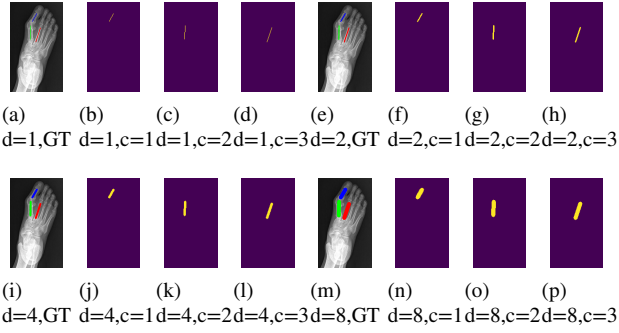 (a) (b) (c) (d) (e) (f) (g) (h)
d=1,GT d=1,c=1 d=1,c=2 d=1,c=3 d=2,GT d=2,c=1 d=2,c=2 d=2,c=3
(i) (j) (k) (l) (m) (n) (o) (p)
d=4,GT d=4,c=1 d=4,c=2 d=4,c=3 d=8,GT d=8,c=1 d=8,c=2 d=8,c=3